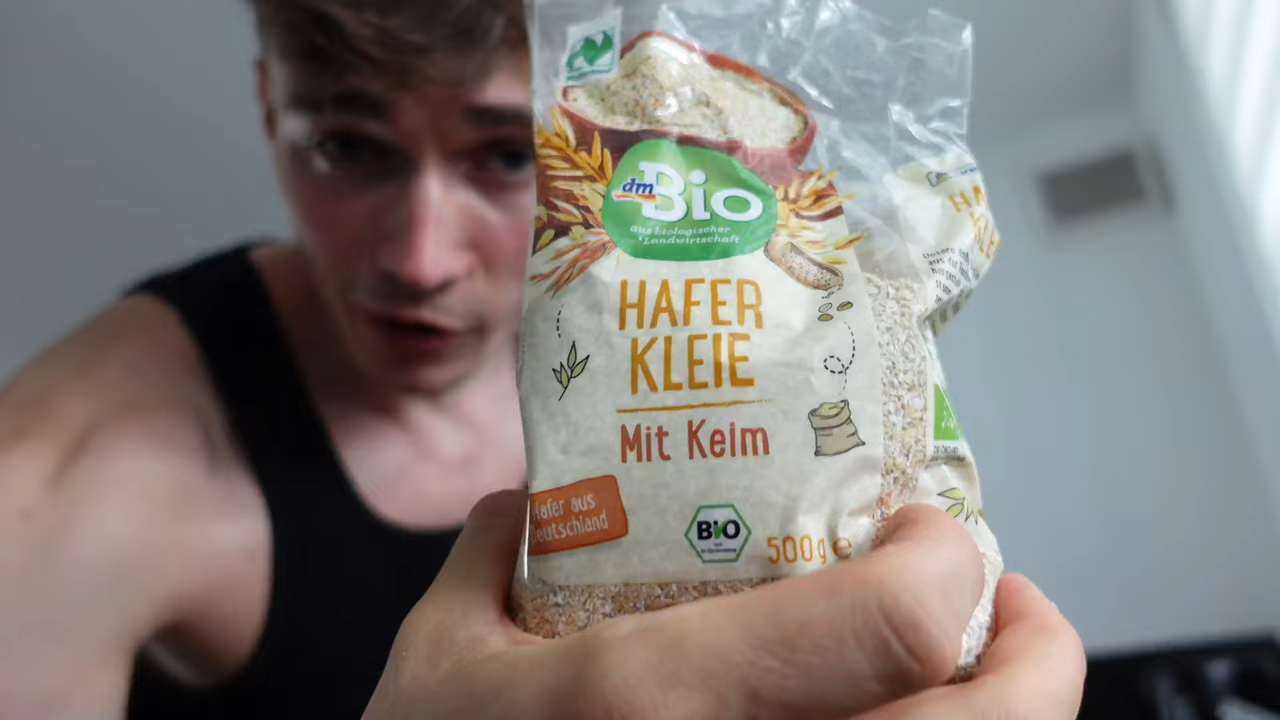 dm
Bio
aus biologischer
Landwirtschaft
HAFER
KLEIE
Mit Keim
Hafer aus
Deutschland
BIO
500g e